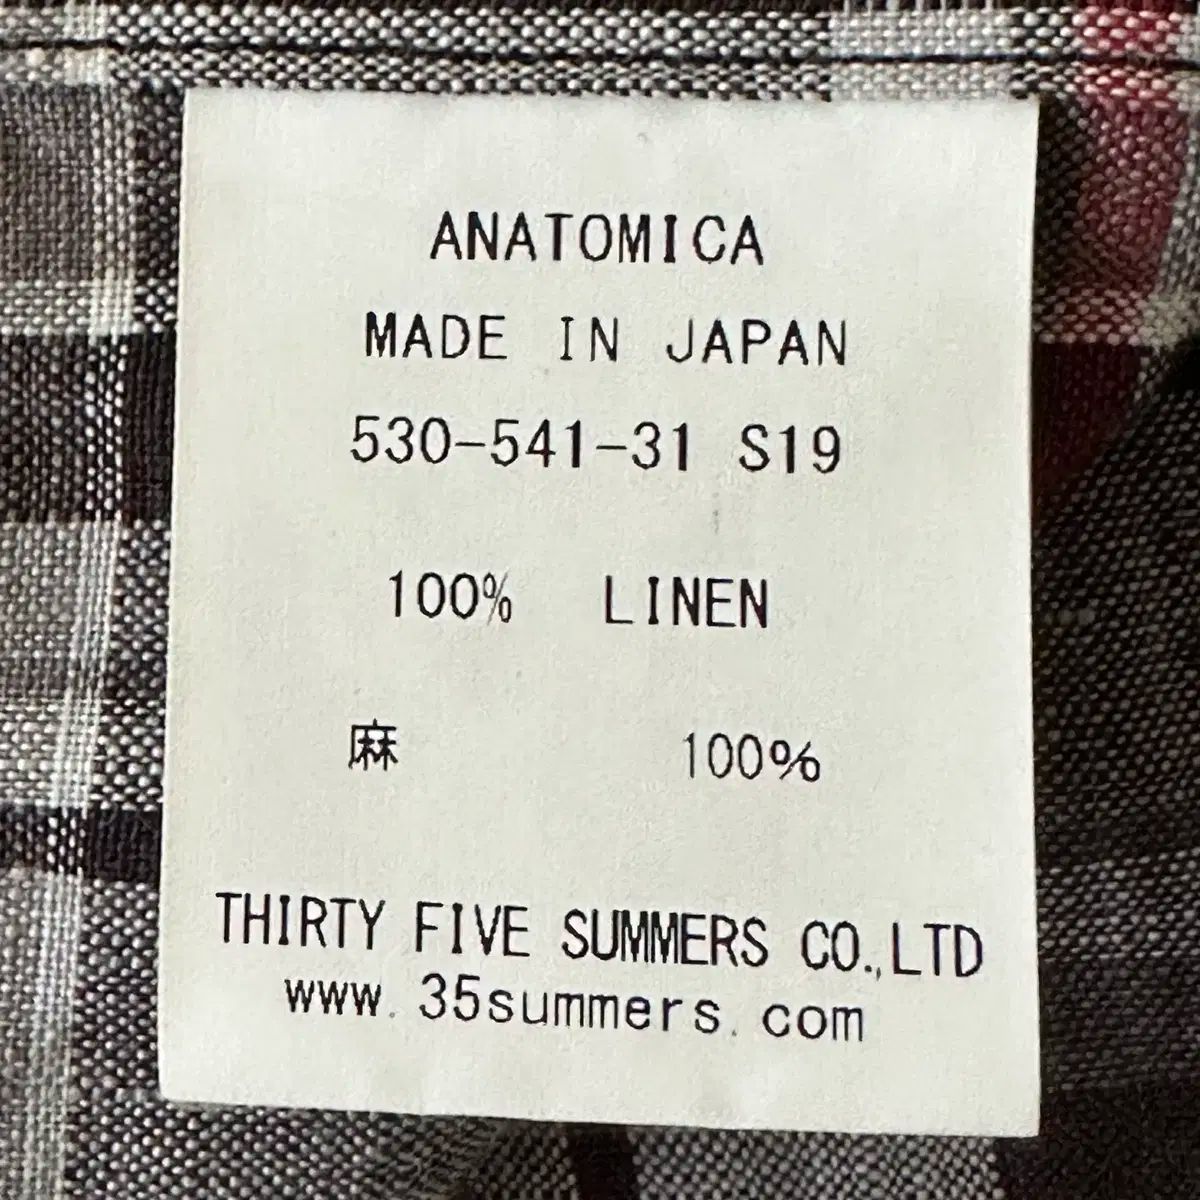 ANATOMICA
MADE IN JAPAN
530-541-31 S19
100% LINEN
麻 100%
THIRTY FIVE SUMMERS CO.,LTD
www.35summers.com